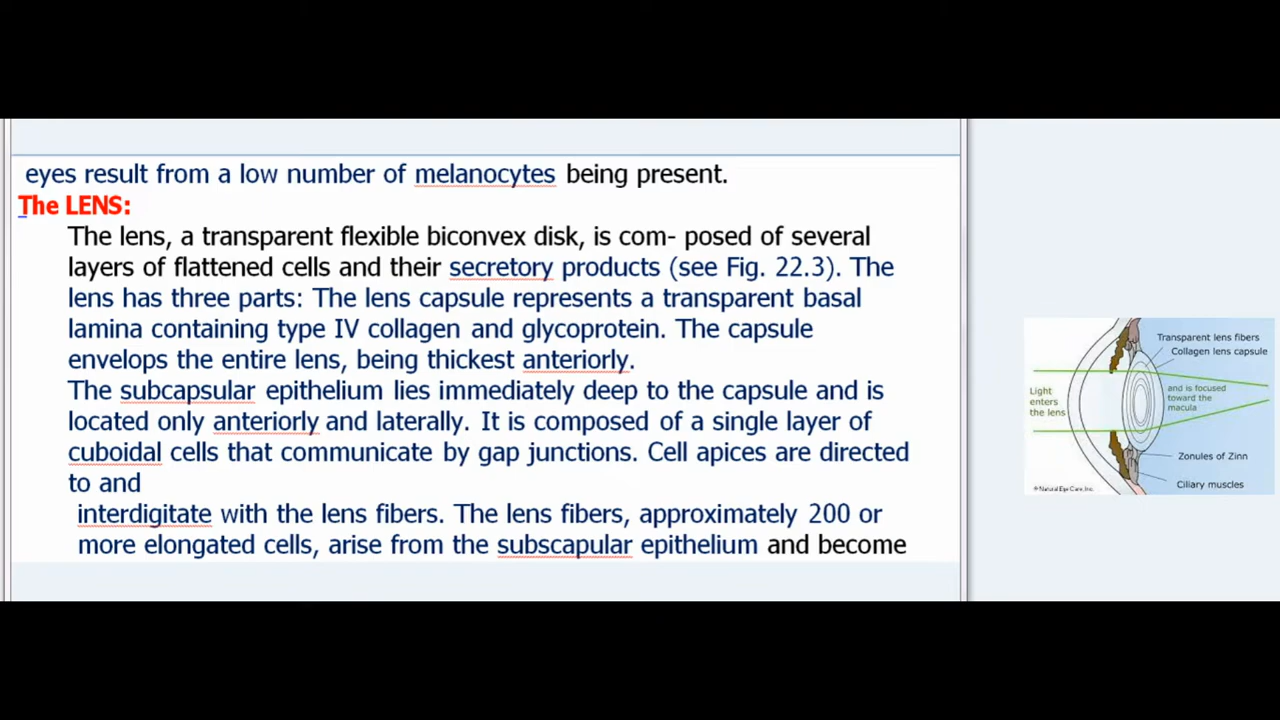 eyes result from a low number of melanocytes being present.
The LENS:
The lens, a transparent flexible biconvex disk, is com- posed of several
layers of flattened cells and their secretory products (see Fig. 22.3). The
lens has three parts: The lens capsule represents a transparent basal
lamina containing type IV collagen and glycoprotein. The capsule
envelops the entire lens, being thickest anteriorly.
The subcapsular epithelium lies immediately deep to the capsule and is
located only anteriorly and laterally. It is composed of a single layer of
cuboidal cells that communicate by gap junctions. Cell apices are directed
to and
interdigitate with the lens fibers. The lens fibers, approximately 200 or
more elongated cells, arise from the subscapular epithelium and become
Transparent lens fibers
Collagen lens capsule
Light
enters
the lens
and is focused
toward the
macula
Zonules of Zinn
Ciliary muscles
©Natural Eye Care, Inc.